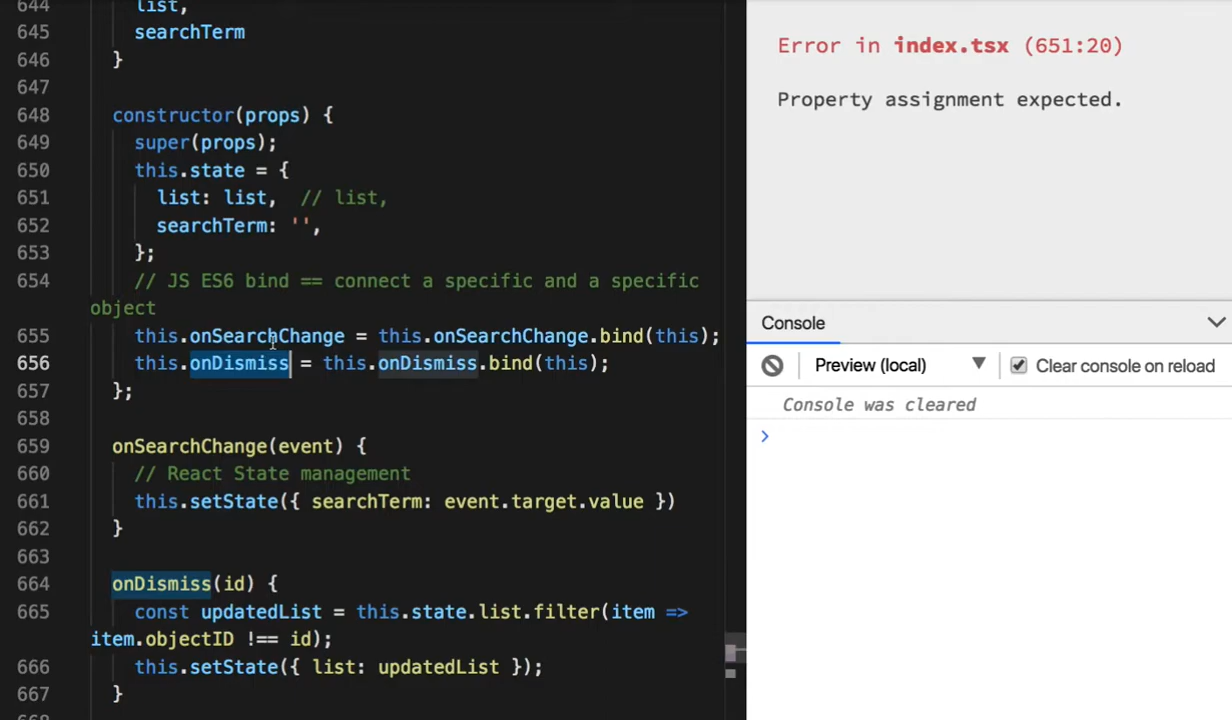 644 list,
645 searchTerm
646 }
647
648 constructor(props) {
649 super(props);
650 this.state = {
651 list: list, // list,
652 searchTerm: '',
653 };
654 // JS ES6 bind == connect a specific and a specific
object
655 this.onSearchChange = this.onSearchChange.bind(this);
656 this.onDismiss = this.onDismiss.bind(this);
657 };
658
659 onSearchChange(event) {
660 // React State management
661 this.setState({ searchTerm: event.target.value })
662 }
663
664 onDismiss(id) {
665 const updatedList = this.state.list.filter(item =>
item.objectID !== id);
666 this.setState({ list: updatedList });
667 }
Error in index.tsx (651:20)
Property assignment expected.
Console
Preview (local) ▼ Clear console on reload
Console was cleared
>